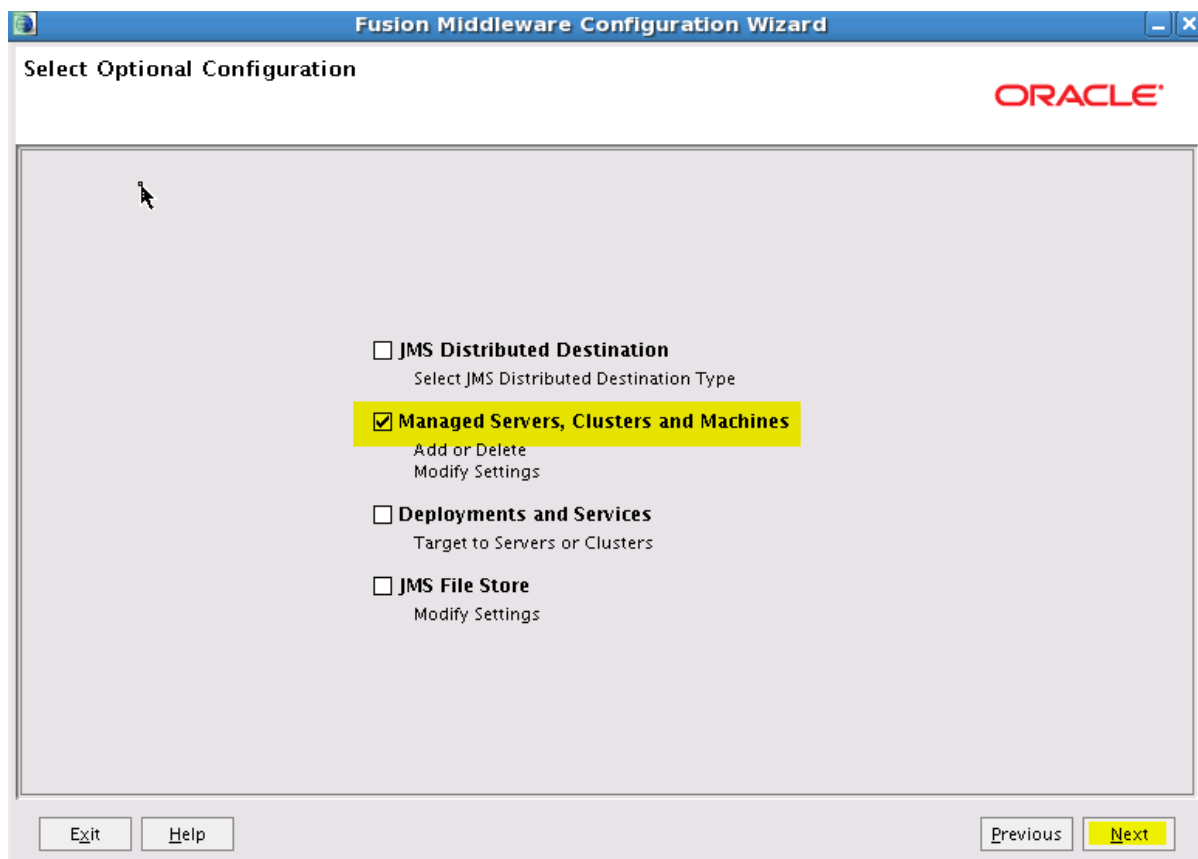 Fusion Middleware Configuration Wizard
Select Optional Configuration
ORACLE
JMS Distributed Destination
Select JMS Distributed Destination Type
Managed Servers, Clusters and Machines
Add or Delete
Modify Settings
Deployments and Services
Target to Servers or Clusters
JMS File Store
Modify Settings
Exit Help Previous Next